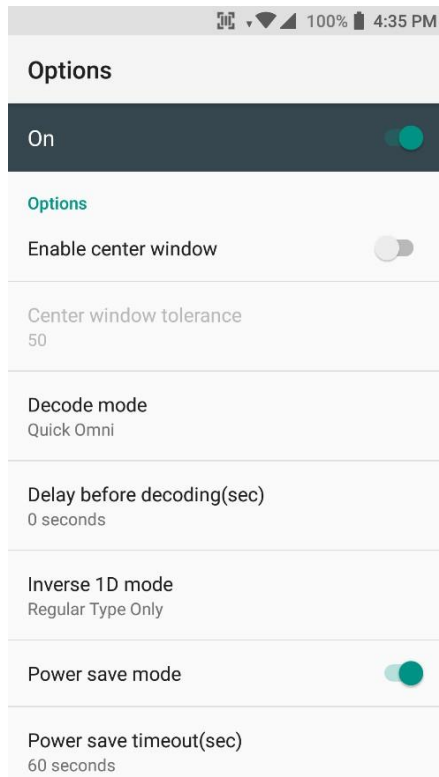 100% 4:35 PM
Options
On
Options
Enable center window
Center window tolerance
50
Decode mode
Quick Omni
Delay before decoding(sec)
0 seconds
Inverse 1D mode
Regular Type Only
Power save mode
Power save timeout(sec)
60 seconds